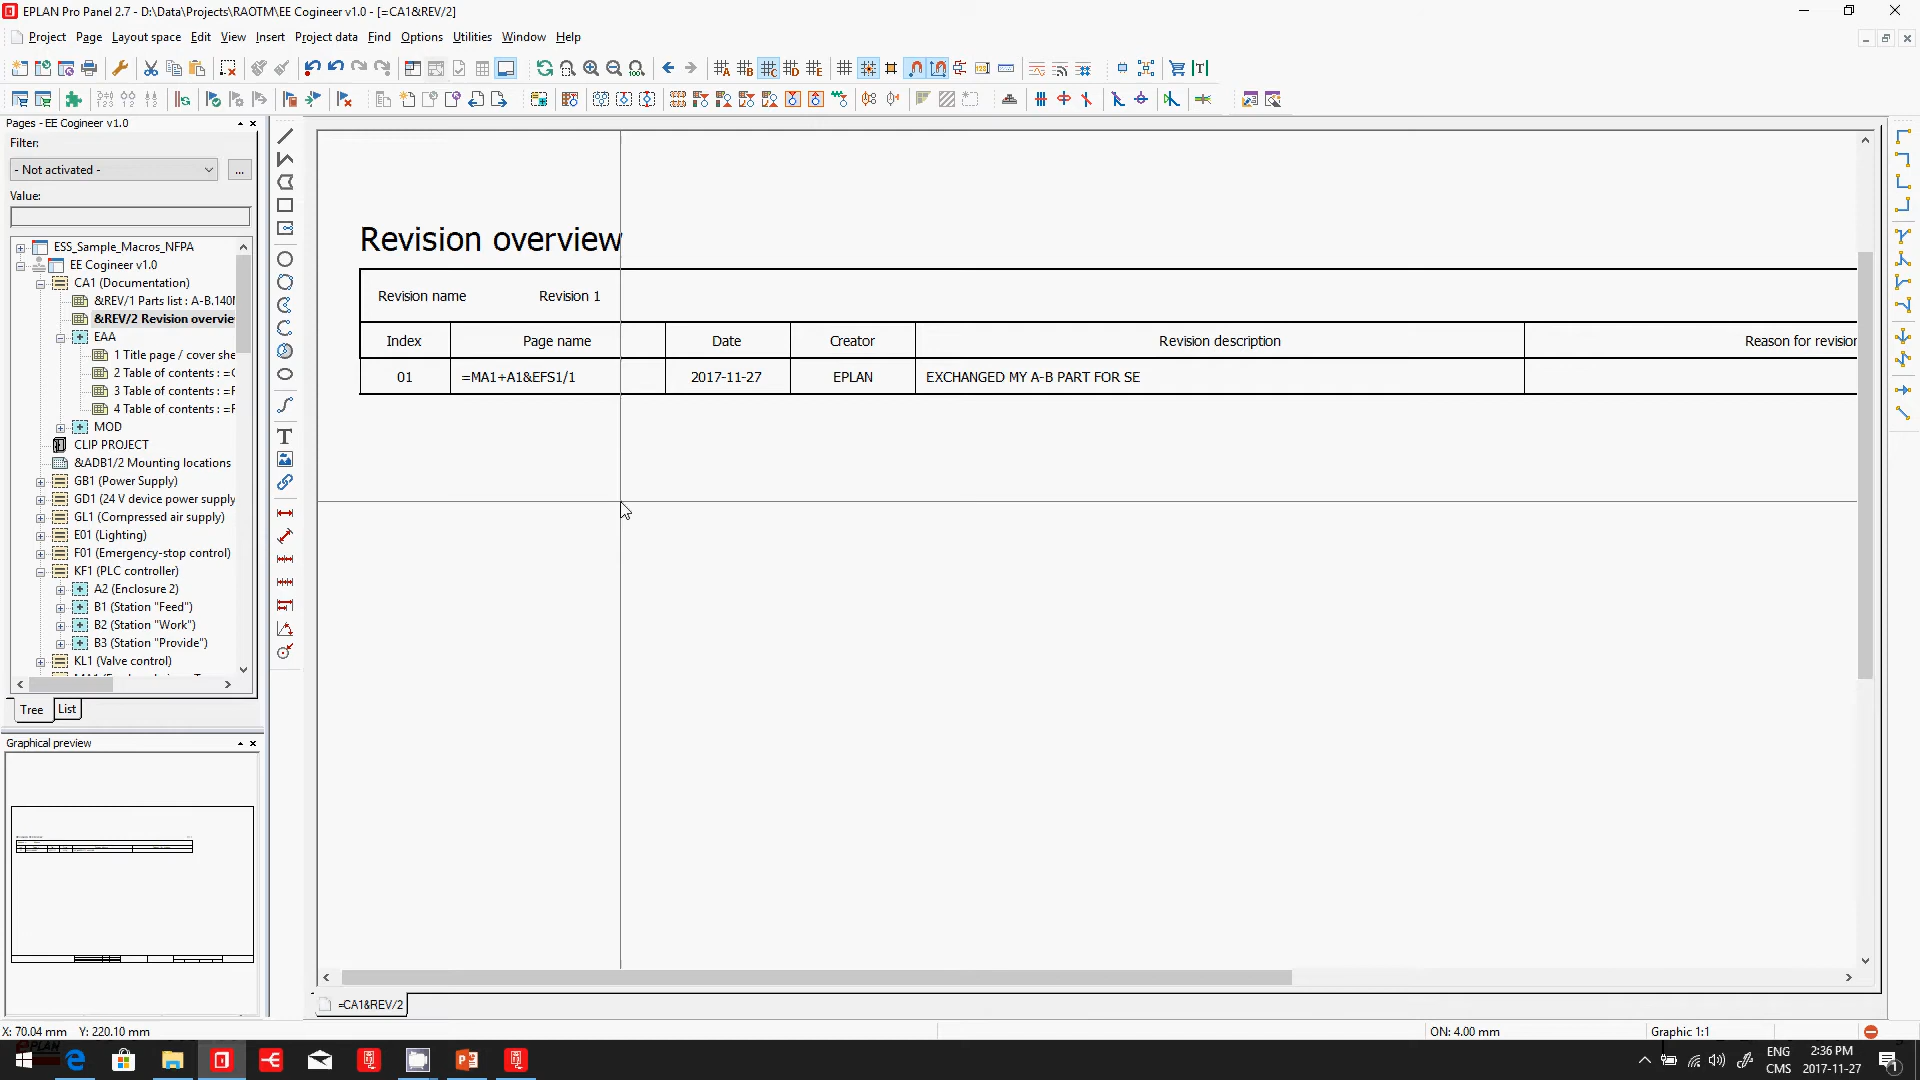 EPLAN Pro Panel 2.7 - D:\Data\Projects\RAOTM\EE Cogineer v1.0 - [=CA1&REV/2]
Project Page Layout space Edit View Insert Project data Find Options Utilities Window Help
Pages - EE Cogineer v1.0
Filter:
- Not activated -
...
Value:
ESS_Sample_Macros_NFPA
EE Cogineer v1.0
CA1 (Documentation)
&REV/1 Parts list : A-B.140M
&REV/2 Revision overvie
EAA
1 Title page / cover she
2 Table of contents : =C
3 Table of contents : =F
4 Table of contents : =F
MOD
CLIP PROJECT
&ADB1/2 Mounting locations
GB1 (Power Supply)
GD1 (24 V device power supply
GL1 (Compressed air supply)
E01 (Lighting)
F01 (Emergency-stop control)
KF1 (PLC controller)
A2 (Enclosure 2)
B1 (Station "Feed")
B2 (Station "Work")
B3 (Station "Provide")
KL1 (Valve control)
Tree List
Graphical preview
Revision overview
Revision name Revision 1
Index Page name Date Creator Revision description Reason for revision
01 =MA1+A1&EFS1/1 2017-11-27 EPLAN EXCHANGED MY A-B PART FOR SE
=CA1&REV/2
X: 70.04 mm Y: 220.10 mm ON: 4.00 mm Graphic 1:1
EPLAN
ENG 2:36 PM
CMS 2017-11-27